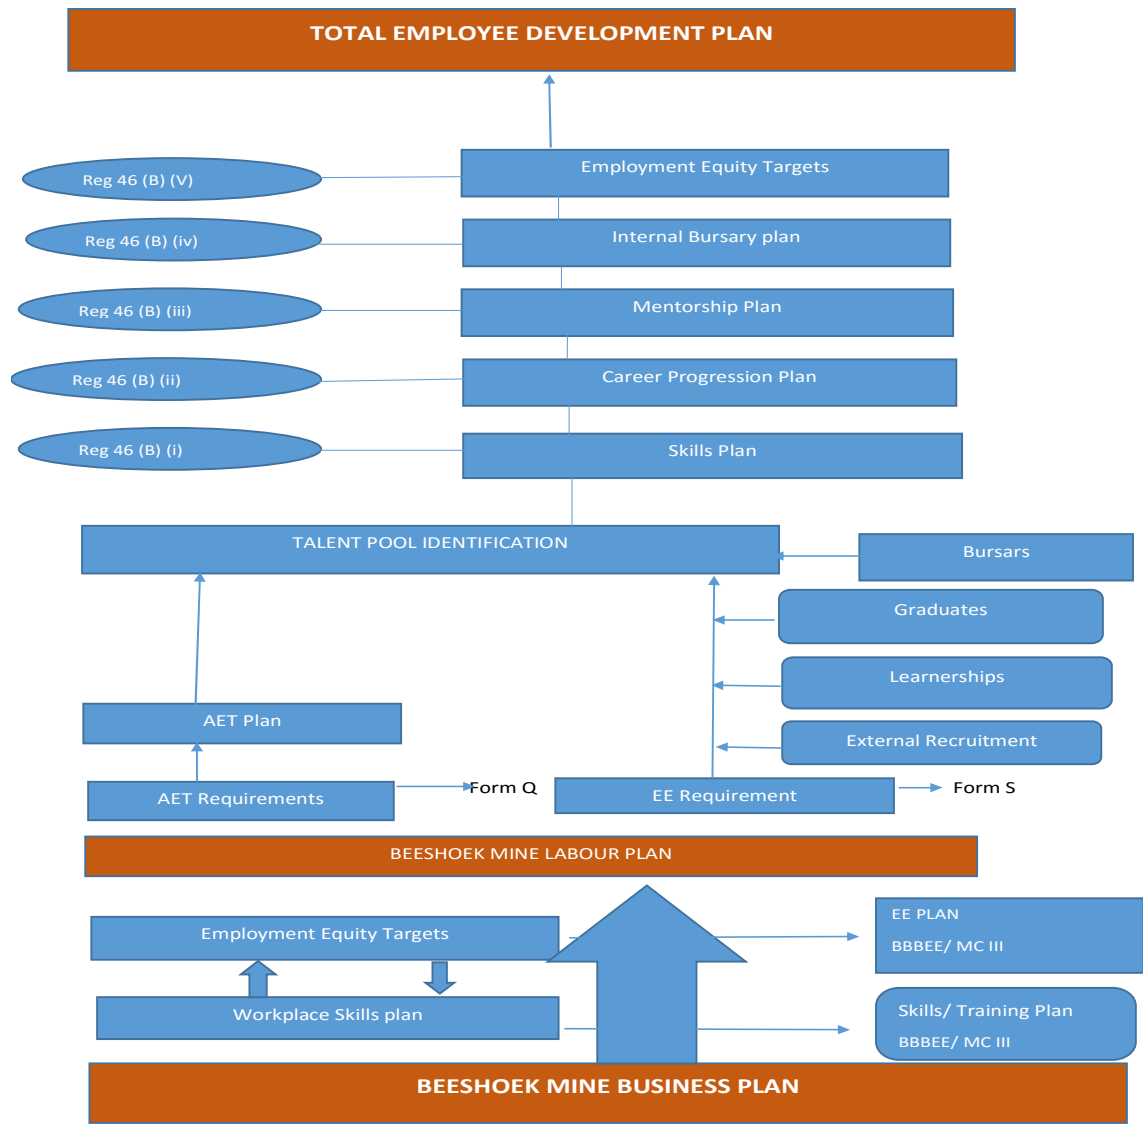 TOTAL EMPLOYEE DEVELOPMENT PLAN
Employment Equity Targets
Reg 46 (B) (V)
Internal Bursary plan
Reg 46 (B) (iv)
Mentorship Plan
Reg 46 (B) (iii)
Career Progression Plan
Reg 46 (B) (ii)
Skills Plan
Reg 46 (B) (i)
TALENT POOL IDENTIFICATION
Bursars
Graduates
Learnerships
AET Plan
External Recruitment
AET Requirements
Form Q
EE Requirement
Form S
BEESHOEK MINE LABOUR PLAN
Employment Equity Targets
EE PLAN
BBBEE/ MC III
Workplace Skills plan
Skills/ Training Plan
BBBEE/ MC III
BEESHOEK MINE BUSINESS PLAN